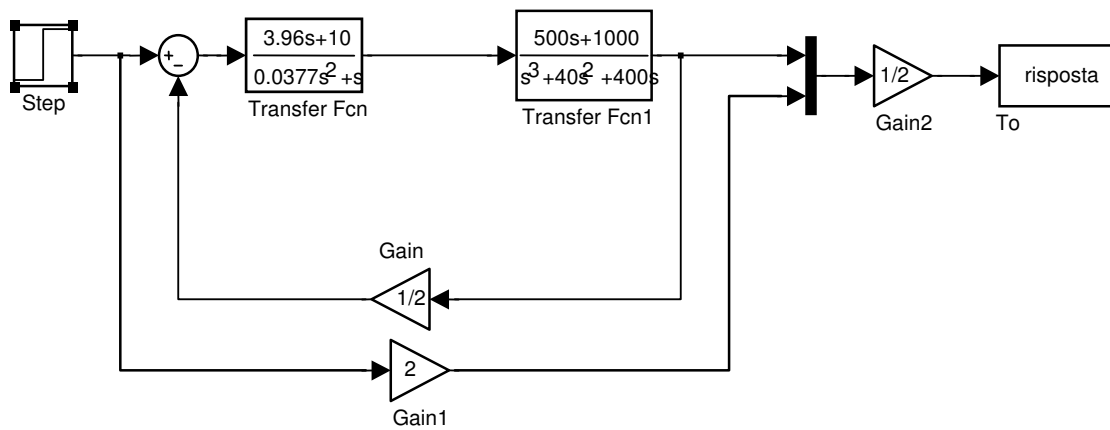 Step
+
−
3.96s+10
0.0377s² +s
Transfer Fcn
500s+1000
s³ +40s² +400s
Transfer Fcn1
1/2
Gain2
risposta
To
Gain
1/2
2
Gain1